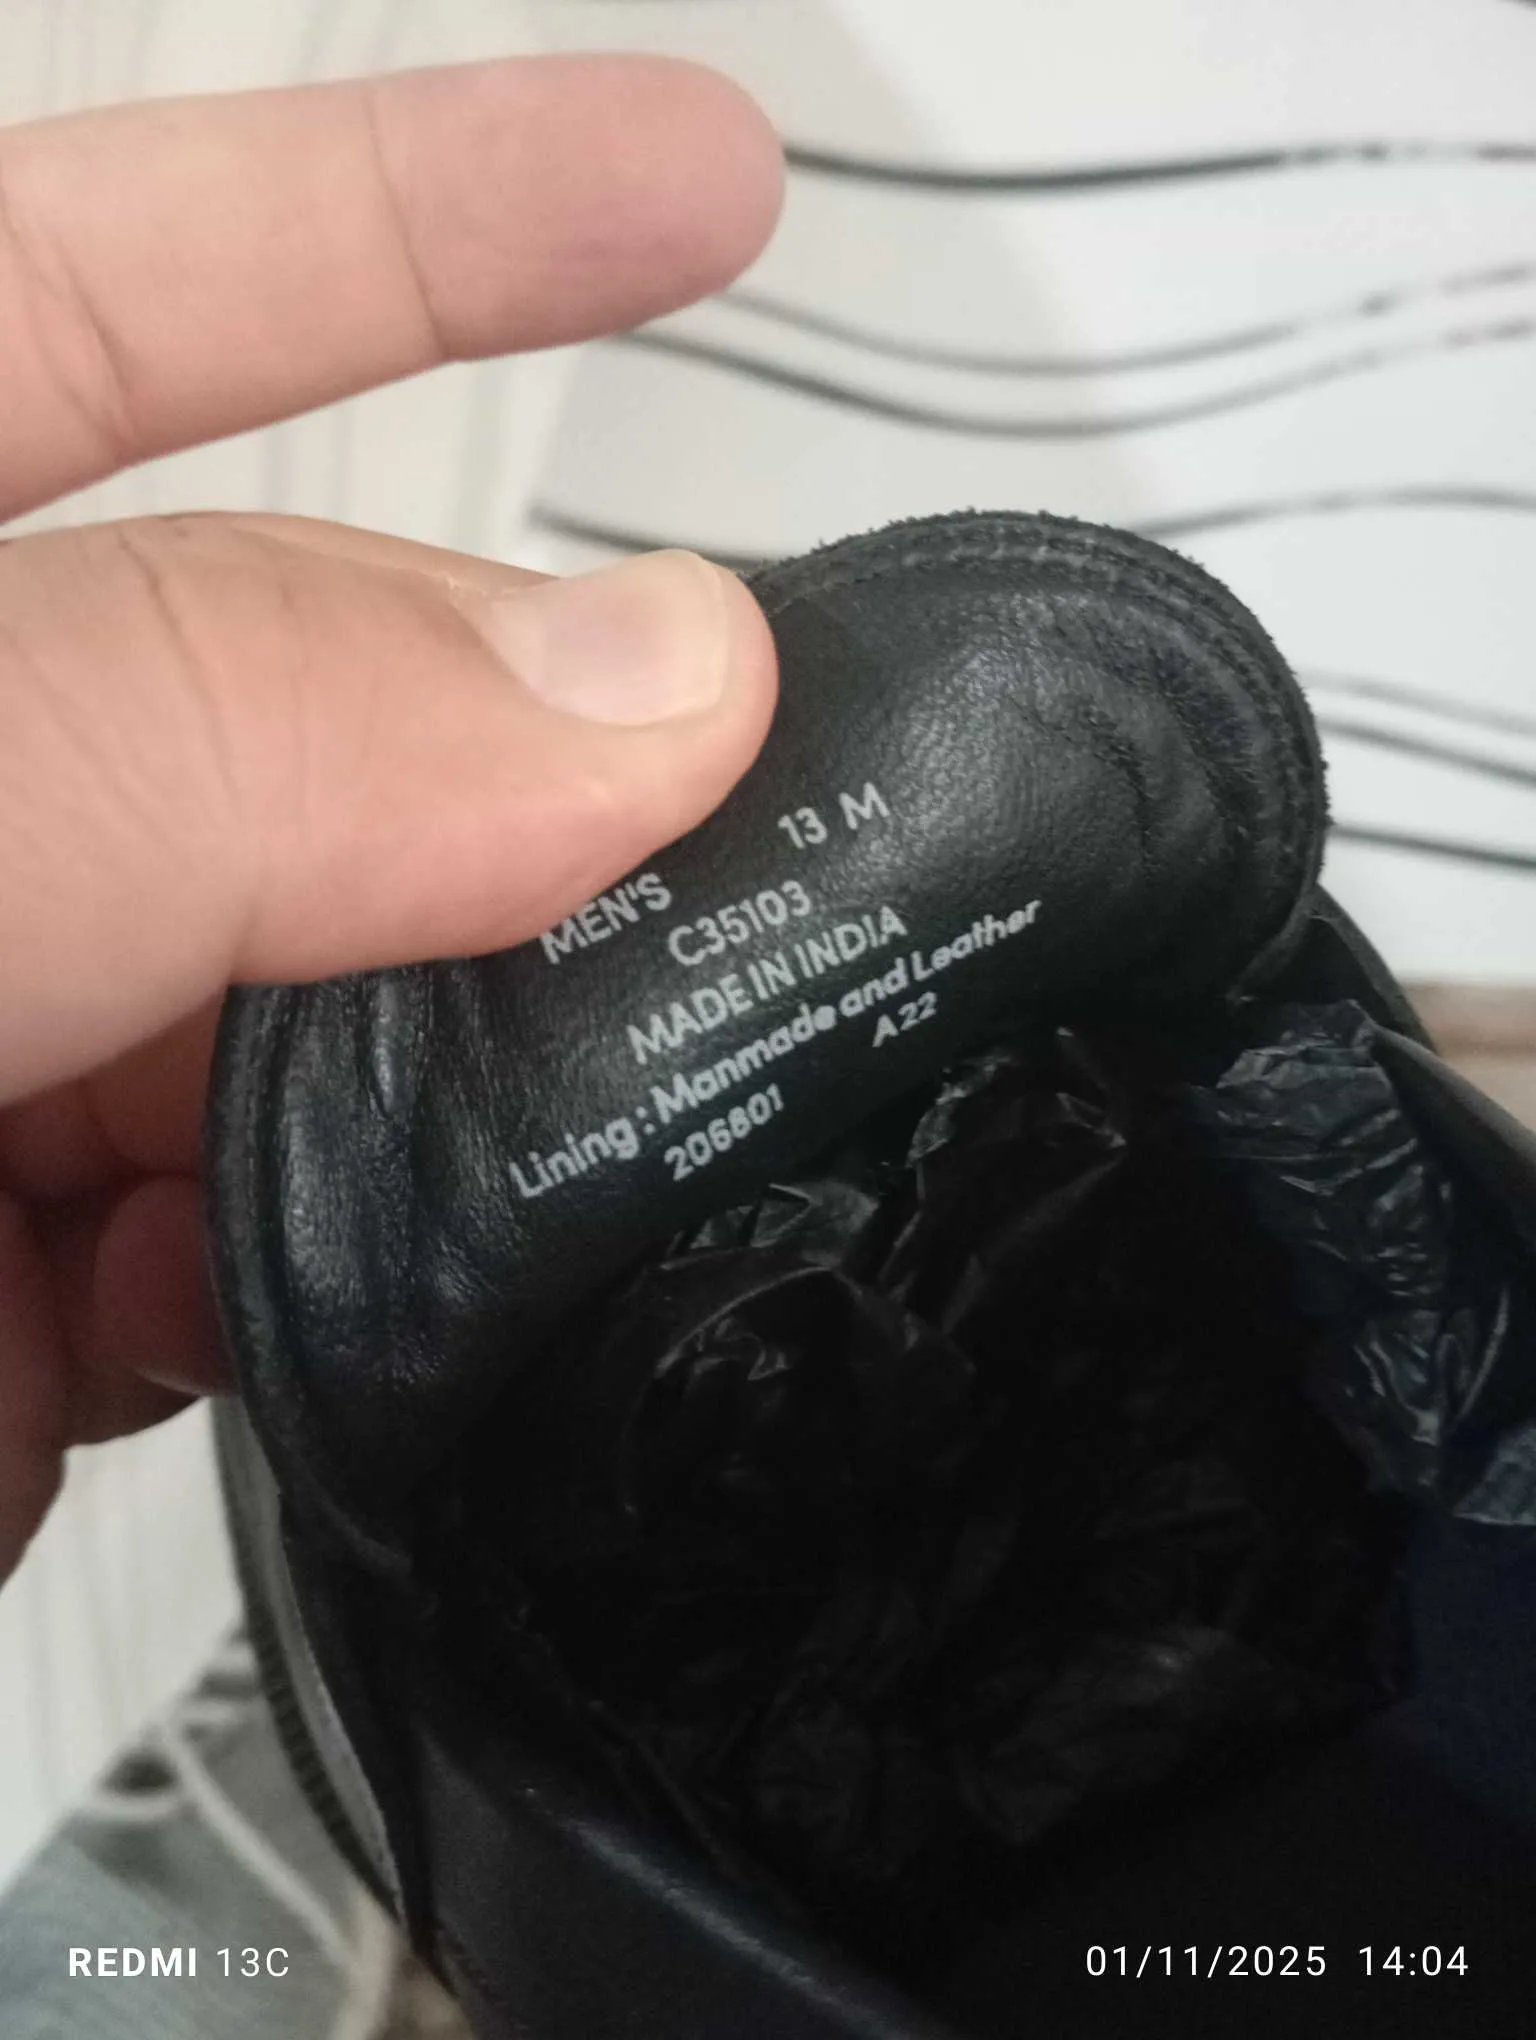 MEN'S 13 M
C35103
MADE IN INDIA
Lining: Manmade and Leather
206801 A22
REDMI 13C
01/11/2025 14:04